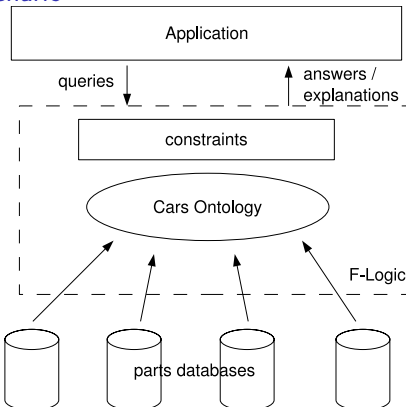 Application
queries
answers /
explanations
constraints
Cars Ontology
F-Logic
parts databases